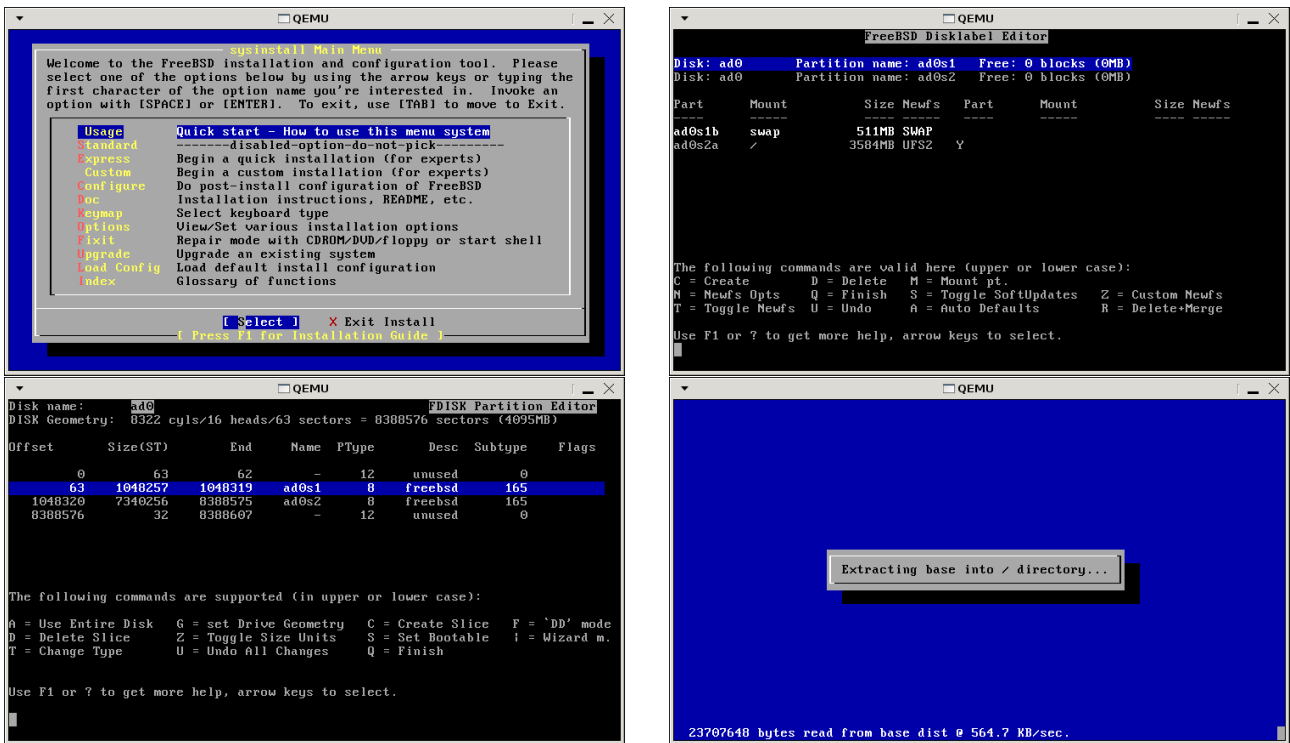 QEMU
sysinstall Main Menu
Welcome to the FreeBSD installation and configuration tool.  Please
select one of the options below by using the arrow keys or typing the
first character of the option name you're interested in.  Invoke an
option with [SPACE] or [ENTER].  To exit, use [TAB] to move to Exit.
Usage Quick start - How to use this menu system
Standard -------disabled-option-do-not-pick---------
Express Begin a quick installation (for experts)
Custom Begin a custom installation (for experts)
Configure Do post-install configuration of FreeBSD
Doc Installation instructions, README, etc.
Keymap Select keyboard type
Options View/Set various installation options
Fixit Repair mode with CDROM/DVD/floppy or start shell
Upgrade Upgrade an existing system
Load Config Load default install configuration
Index Glossary of functions
[ Select ] X Exit Install
[ Press F1 for Installation Guide ]
QEMU
FreeBSD Disklabel Editor
Disk: ad0 Partition name: ad0s1 Free: 0 blocks (0MB)
Disk: ad0 Partition name: ad0s2 Free: 0 blocks (0MB)
Part Mount Size Newfs Part Mount Size Newfs
---- ----- ---- ----- ---- ----- ---- -----
ad0s1b swap 511MB SWAP
ad0s2a / 3584MB UFS2 Y
The following commands are valid here (upper or lower case):
C = Create D = Delete M = Mount pt.
N = Newfs Opts Q = Finish S = Toggle SoftUpdates Z = Custom Newfs
T = Toggle Newfs U = Undo A = Auto Defaults R = Delete+Merge
Use F1 or ? to get more help, arrow keys to select.
QEMU
Disk name: ad0 FDISK Partition Editor
DISK Geometry: 8322 cyls/16 heads/63 sectors = 8388576 sectors (4095MB)
Offset Size(ST) End Name PType Desc Subtype Flags
0 63 62 - 12 unused 0
63 1048257 1048319 ad0s1 8 freebsd 165
1048320 7340256 8388575 ad0s2 8 freebsd 165
8388576 32 8388607 - 12 unused 0
The following commands are supported (in upper or lower case):
A = Use Entire Disk G = set Drive Geometry C = Create Slice F = `DD' mode
D = Delete Slice Z = Toggle Size Units S = Set Bootable | = Wizard m.
T = Change Type U = Undo All Changes Q = Finish
Use F1 or ? to get more help, arrow keys to select.
QEMU
Extracting base into / directory...
23707648 bytes read from base dist @ 564.7 KB/sec.